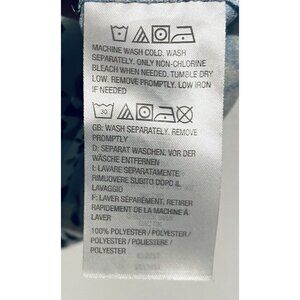 MACHINE WASH COLD. WASH
SEPARATELY. ONLY NON-CHLORINE
BLEACH WHEN NEEDED. TUMBLE DRY
LOW. REMOVE PROMPTLY. LOW IRON
IF NEEDED
30
GB: WASH SEPARATELY. REMOVE
PROMPTLY
D: SEPARAT WASCHEN. VOR DER
WÄSCHE ENTFERNEN
I: LAVARE SEPARATAMENTE.
RIMUOVERE SUBITO DOPO IL
LAVAGGIO
F: LAVER SÉPARÉMENT. RETIRER
RAPIDEMENT DE LA MACHINE À
LAVER
100% POLYESTER / POLYESTER /
POLYESTER / POLIESTERE /
POLYESTER